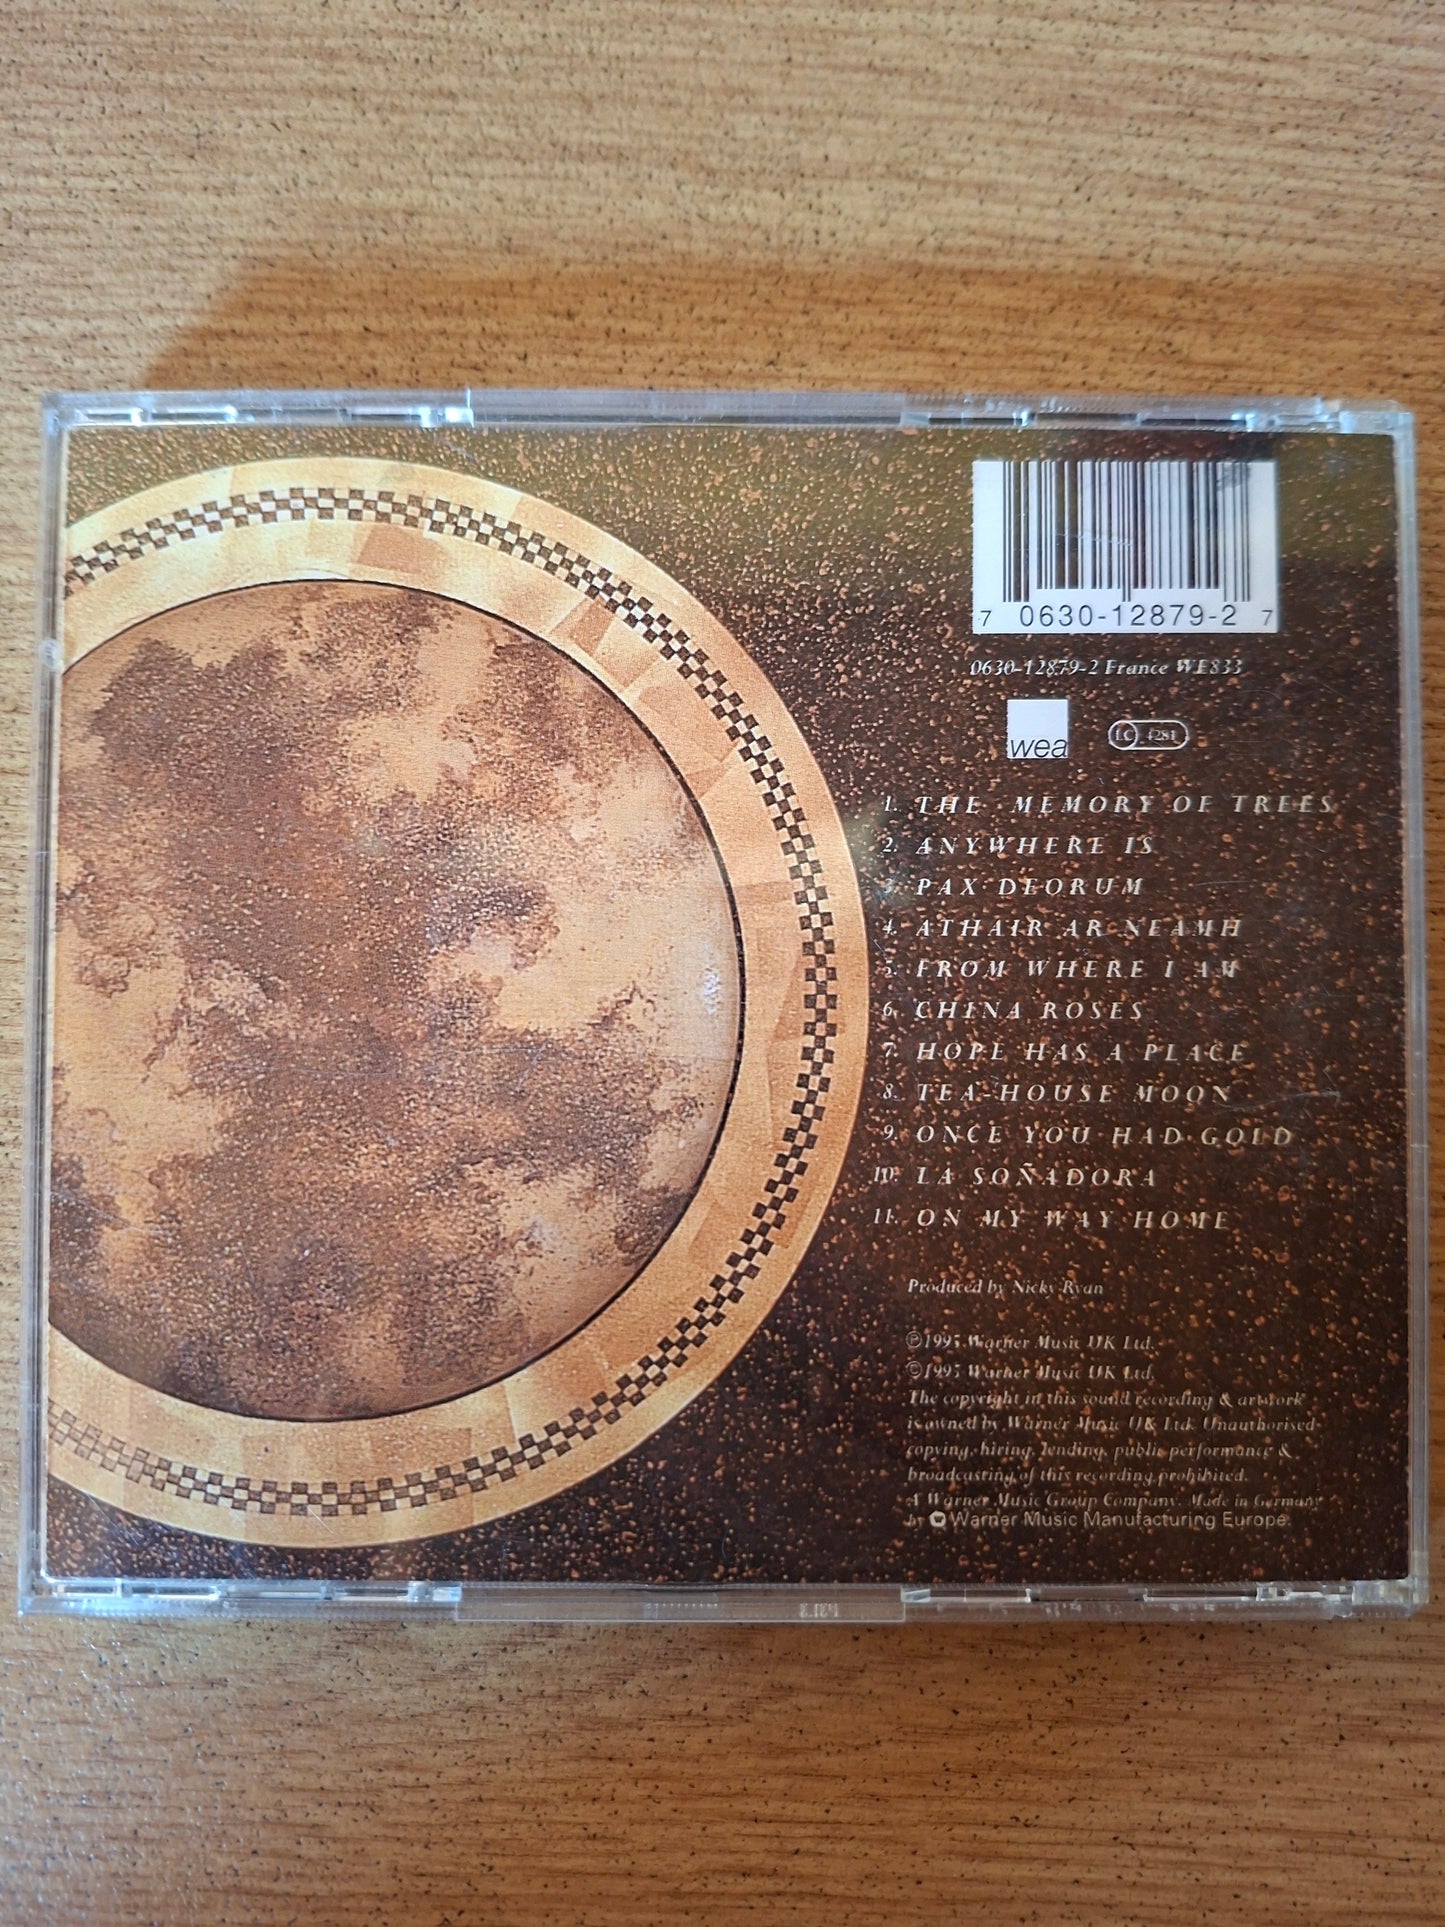 7 0630-12879-2 7
0630-12879-2 France WE833
wea
LC 4281
1. THE MEMORY OF TREES
2. ANYWHERE IS
3. PAX DEORUM
4. ATHAIR AR NEAMH
5. FROM WHERE I AM
6. CHINA ROSES
7. HOPE HAS A PLACE
8. TEA-HOUSE MOON
9. ONCE YOU HAD GOLD
10. LA SOÑADORA
11. ON MY WAY HOME
Produced by Nicky Ryan
℗1995 Warner Music UK Ltd.
©1995 Warner Music UK Ltd.
The copyright in this sound recording & artwork
is owned by Warner Music UK Ltd. Unauthorised
copying, hiring, lending, public performance &
broadcasting of this recording prohibited.
A Warner Music Group Company. Made in Germany
by Warner Music Manufacturing Europe.